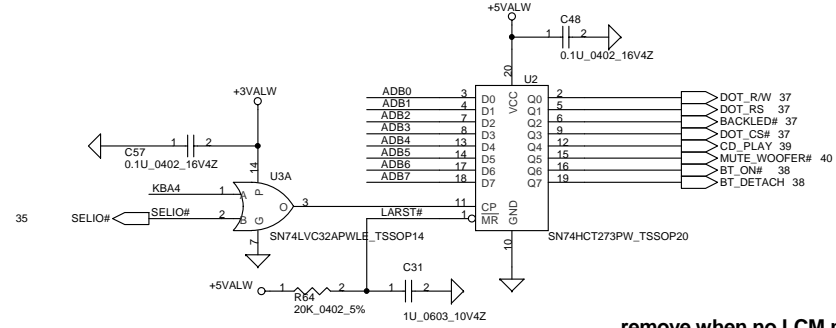 +5VALW
C48
1 2
0.1U_0402_16V4Z
+3VALW
20
U2
ADB0 3 D0 VCC Q0 2 DOT_R/W 37
ADB1 4 D1 Q1 5 DOT_RS 37
ADB2 7 D2 Q2 6 BACKLED# 37
ADB3 8 D3 Q3 9 DOT_CS# 37
ADB4 13 D4 Q4 12 CD_PLAY 39
ADB5 14 D5 Q5 15 MUTE_WOOFER# 40
ADB6 17 D6 Q6 16 BT_ON# 38
ADB7 18 D7 Q7 19 BT_DETACH 38
1 2
C57
0.1U_0402_16V4Z
14
U3A
KBA4 1 A P
O 3
11 CP
35 SELIO# SELIO# 2 B G
LARST# 1 MR GND
7
SN74LVC32APWLE_TSSOP14
10
SN74HCT273PW_TSSOP20
+5VALW 1 2
R64
20K_0402_5%
C31
1 2
1U_0603_10V4Z